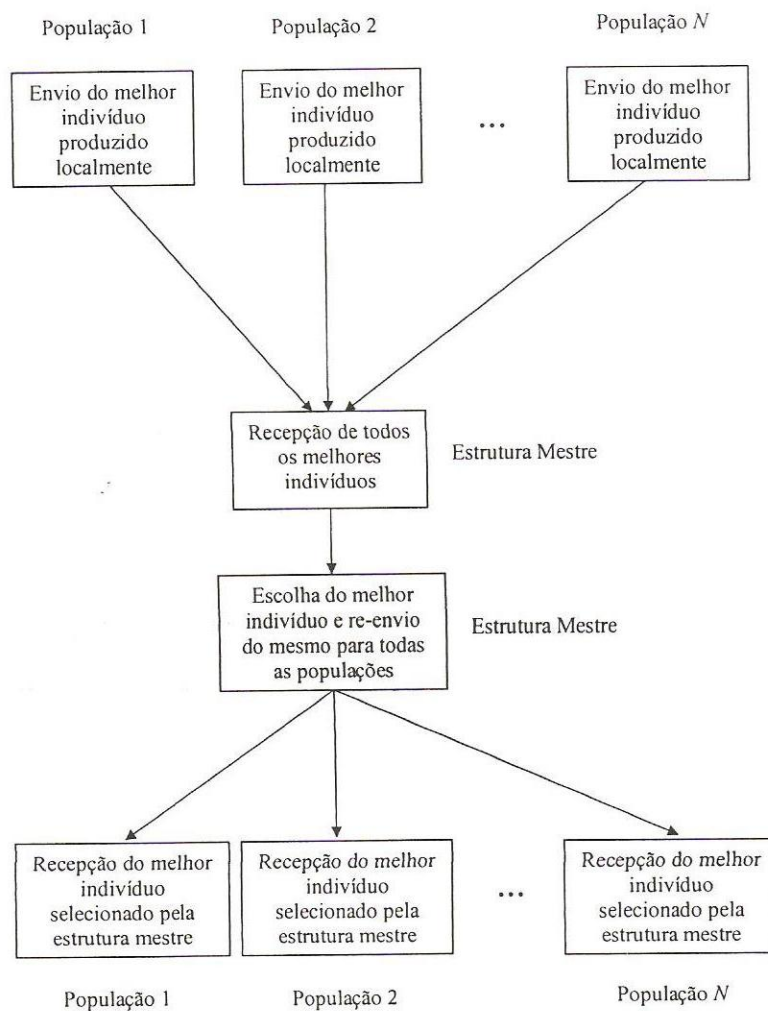 População 1
População 2
População N
Envio do melhor
indivíduo
produzido
localmente
Envio do melhor
indivíduo
produzido
localmente
...
Envio do melhor
indivíduo
produzido
localmente
Recepção de todos
os melhores
indivíduos
Estrutura Mestre
Escolha do melhor
indivíduo e re-envio
do mesmo para todas
as populações
Estrutura Mestre
Recepção do melhor
indivíduo
selecionado pela
estrutura mestre
Recepção do melhor
indivíduo
selecionado pela
estrutura mestre
...
Recepção do melhor
indivíduo
selecionado pela
estrutura mestre
População 1
População 2
População N